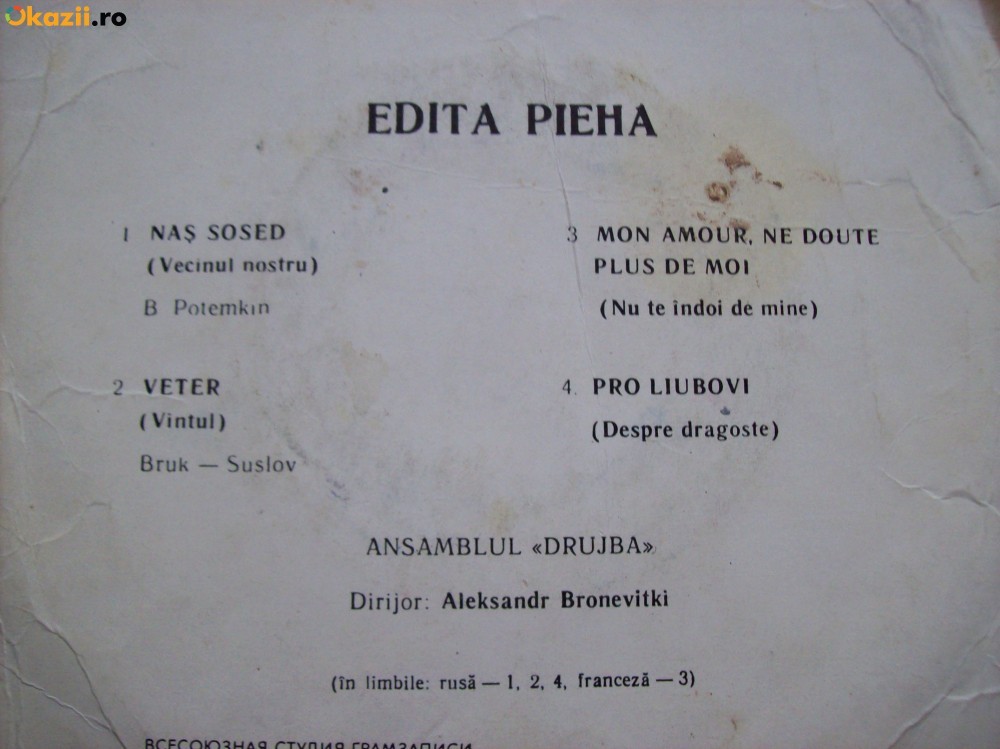 Okazii.ro
EDITA PIEHA
1 NAȘ SOSED
(Vecinul nostru)
B Potemkin
2 VETER
(Vintul)
Bruk — Suslov
3 MON AMOUR, NE DOUTE
PLUS DE MOI
(Nu te îndoi de mine)
4. PRO LIUBOVI
(Despre dragoste)
ANSAMBLUL «DRUJBA»
Dirijor: Aleksandr Bronevitki
(în limbile: rusă — 1, 2, 4, franceză — 3)
ВСЕСОЮЗНАЯ СТУДИЯ ГРАМЗАПИСИ